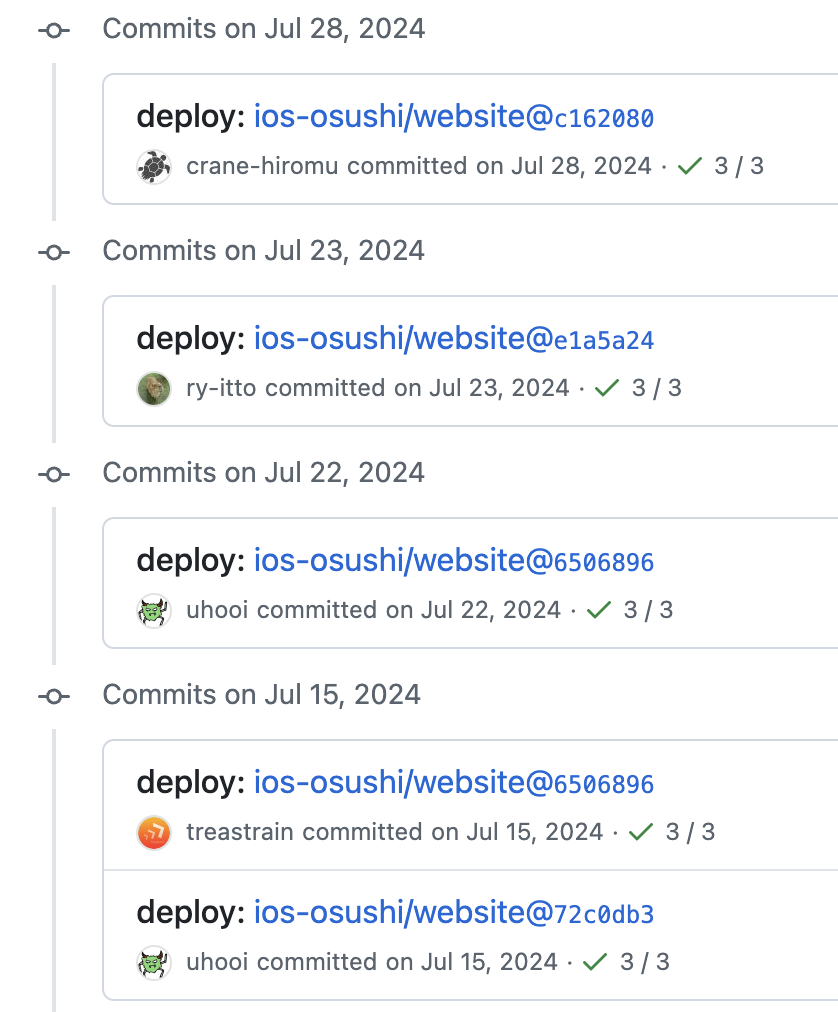 Commits on Jul 28, 2024
deploy: ios-osushi/website@c162080
crane-hiromu committed on Jul 28, 2024 · ✓ 3 / 3
Commits on Jul 23, 2024
deploy: ios-osushi/website@e1a5a24
ry-itto committed on Jul 23, 2024 · ✓ 3 / 3
Commits on Jul 22, 2024
deploy: ios-osushi/website@6506896
uhooi committed on Jul 22, 2024 · ✓ 3 / 3
Commits on Jul 15, 2024
deploy: ios-osushi/website@6506896
treastrain committed on Jul 15, 2024 · ✓ 3 / 3
deploy: ios-osushi/website@72c0db3
uhooi committed on Jul 15, 2024 · ✓ 3 / 3